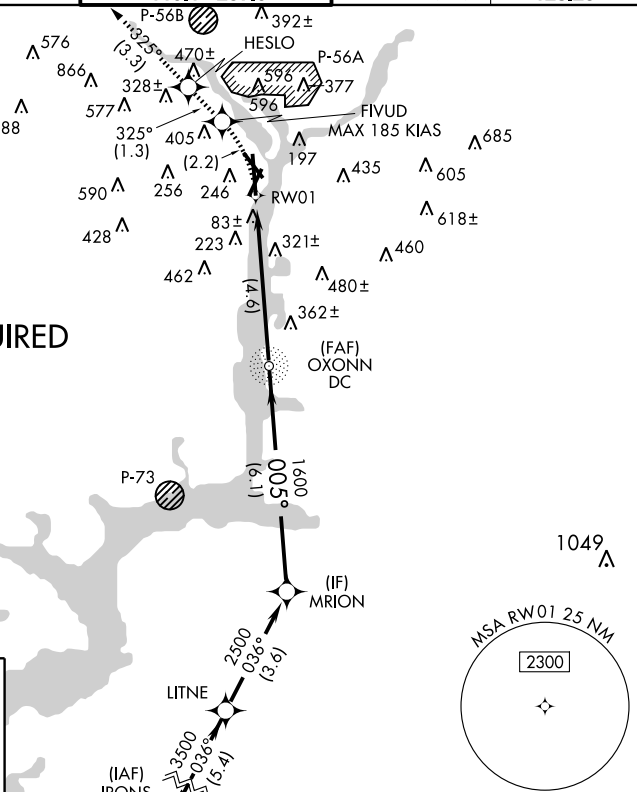 P-56B
392±
576
325°
(3.3)
470±
HESLO
P-56A
866
328±
596
377
88
577
596
FIVUD
MAX 185 KIAS
325°
(1.3)
405
(2.2)
197
685
590
256
246
435
605
RW01
618±
428
83±
223
321±
460
462
480±
(4.6)
362±
UIRED
(FAF)
OXONN
DC
P-73
1600
005°
(6.1)
1049
(IF)
MRION
MSA RW01 25 NM
2300
2500
036°
(3.6)
LITNE
3500
036°
(5.4)
(IAF)